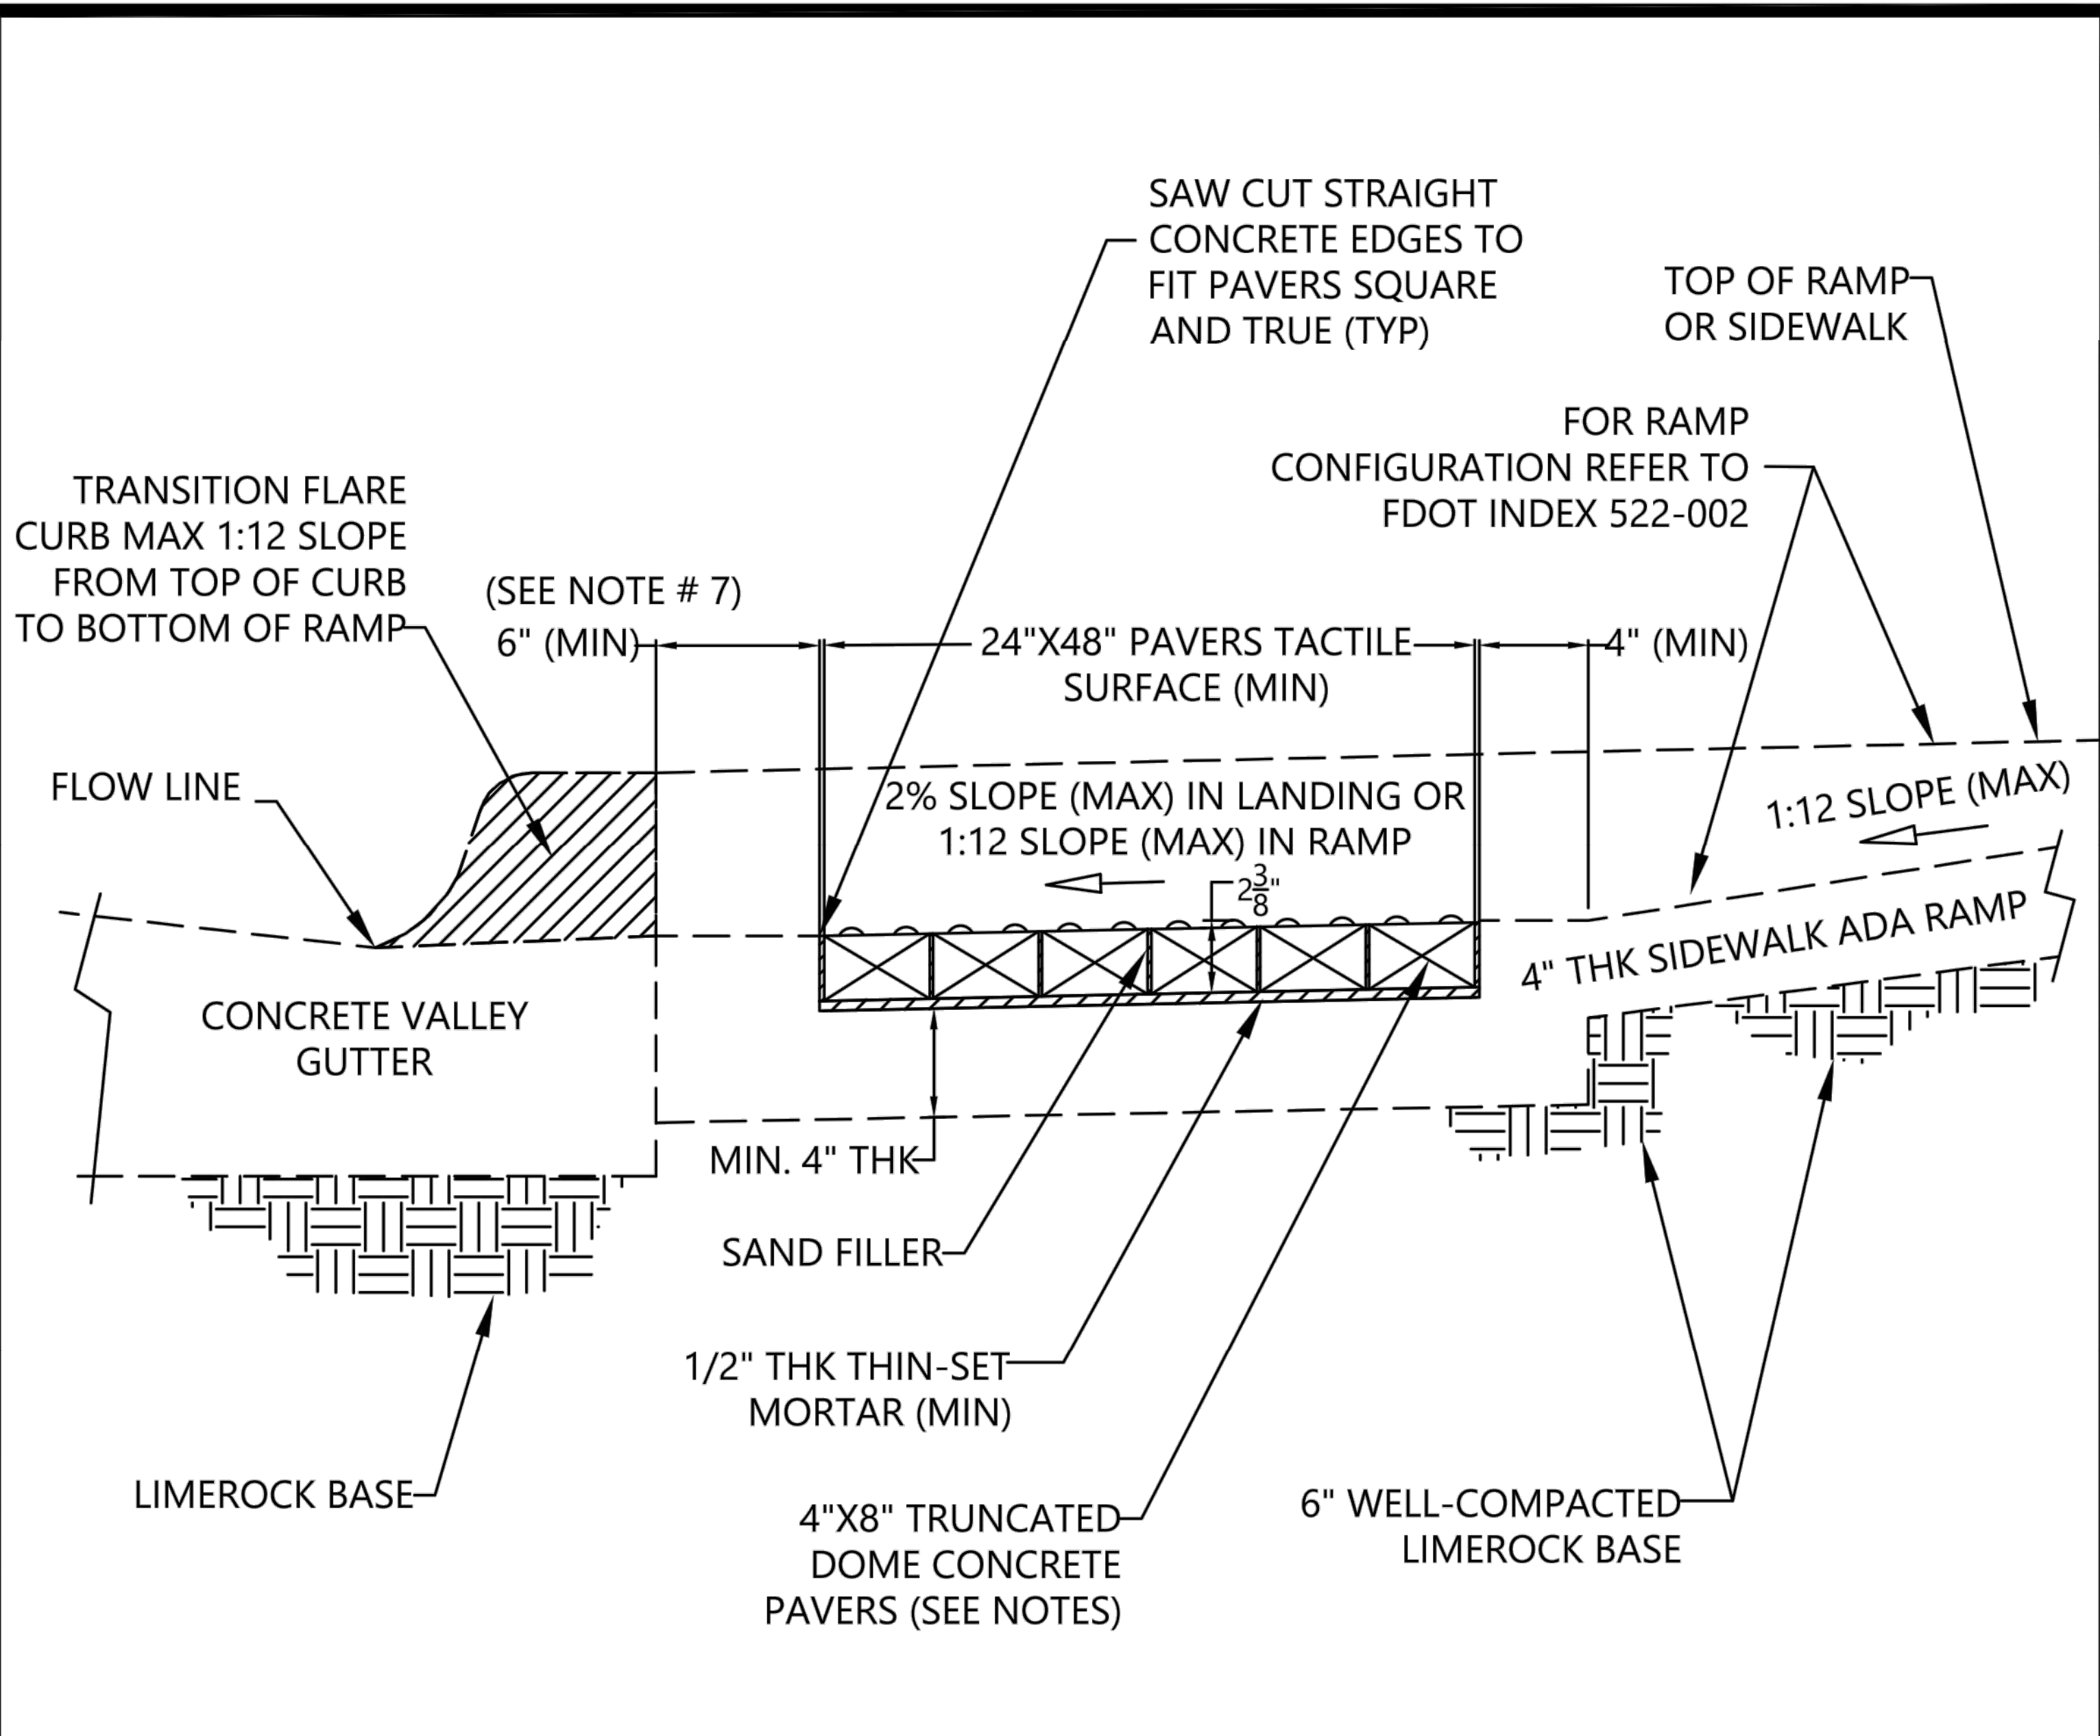 SAW CUT STRAIGHT
CONCRETE EDGES TO
FIT PAVERS SQUARE
AND TRUE (TYP)
TOP OF RAMP
OR SIDEWALK
FOR RAMP
CONFIGURATION REFER TO
FDOT INDEX 522-002
TRANSITION FLARE
CURB MAX 1:12 SLOPE
FROM TOP OF CURB
TO BOTTOM OF RAMP
(SEE NOTE # 7)
6" (MIN)
24"X48" PAVERS TACTILE
SURFACE (MIN)
4" (MIN)
FLOW LINE
2% SLOPE (MAX) IN LANDING OR
1:12 SLOPE (MAX) IN RAMP
1:12 SLOPE (MAX)
2 3/8"
4" THK SIDEWALK ADA RAMP
CONCRETE VALLEY
GUTTER
MIN. 4" THK
SAND FILLER
1/2" THK THIN-SET
MORTAR (MIN)
LIMEROCK BASE
4"X8" TRUNCATED
DOME CONCRETE
PAVERS (SEE NOTES)
6" WELL-COMPACTED
LIMEROCK BASE